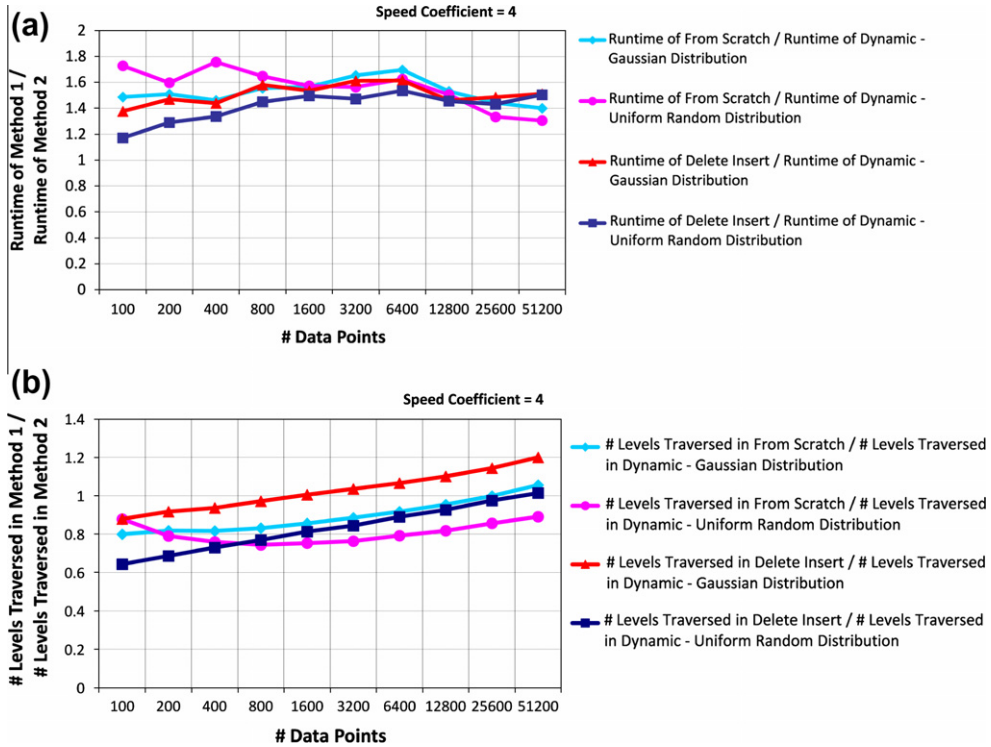 (a)
Speed Coefficient = 4
Runtime of Method 1 /
Runtime of Method 2
2
1.8
1.6
1.4
1.2
1
0.8
0.6
0.4
0.2
0
100 200 400 800 1600 3200 6400 12800 25600 51200
# Data Points
Runtime of From Scratch / Runtime of Dynamic -
Gaussian Distribution
Runtime of From Scratch / Runtime of Dynamic -
Uniform Random Distribution
Runtime of Delete Insert / Runtime of Dynamic -
Gaussian Distribution
Runtime of Delete Insert / Runtime of Dynamic -
Uniform Random Distribution
(b)
Speed Coefficient = 4
# Levels Traversed in Method 1 /
# Levels Traversed in Method 2
1.4
1.2
1
0.8
0.6
0.4
0.2
0
100 200 400 800 1600 3200 6400 12800 25600 51200
# Data Points
# Levels Traversed in From Scratch / # Levels Traversed
in Dynamic - Gaussian Distribution
# Levels Traversed in From Scratch / # Levels Traversed
in Dynamic - Uniform Random Distribution
# Levels Traversed in Delete Insert / # Levels Traversed
in Dynamic - Gaussian Distribution
# Levels Traversed in Delete Insert / # Levels Traversed
in Dynamic - Uniform Random Distribution